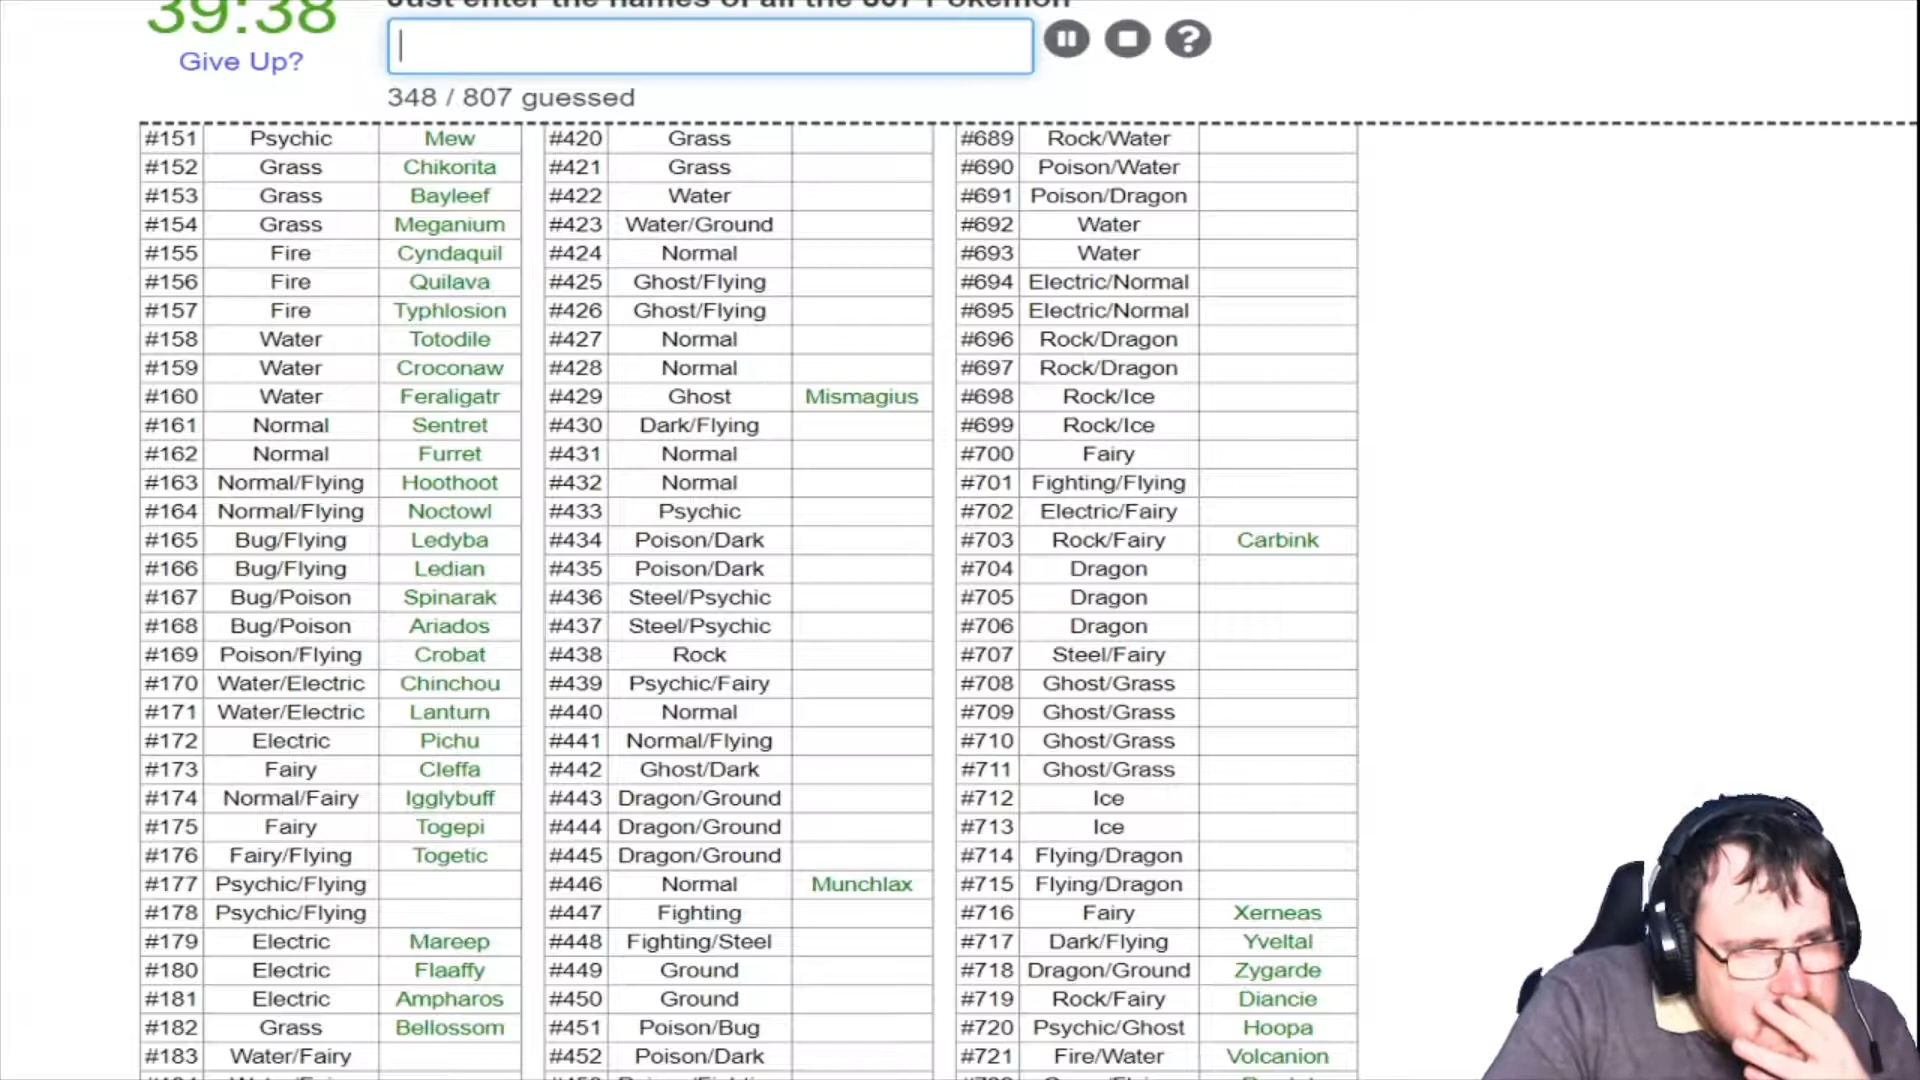 39:38
Just enter the names of all the 807 Pokemon
Give Up?
348 / 807 guessed
#151 Psychic Mew #420 Grass #689 Rock/Water
#152 Grass Chikorita #421 Grass #690 Poison/Water
#153 Grass Bayleef #422 Water #691 Poison/Dragon
#154 Grass Meganium #423 Water/Ground #692 Water
#155 Fire Cyndaquil #424 Normal #693 Water
#156 Fire Quilava #425 Ghost/Flying #694 Electric/Normal
#157 Fire Typhlosion #426 Ghost/Flying #695 Electric/Normal
#158 Water Totodile #427 Normal #696 Rock/Dragon
#159 Water Croconaw #428 Normal #697 Rock/Dragon
#160 Water Feraligatr #429 Ghost Mismagius #698 Rock/Ice
#161 Normal Sentret #430 Dark/Flying #699 Rock/Ice
#162 Normal Furret #431 Normal #700 Fairy
#163 Normal/Flying Hoothoot #432 Normal #701 Fighting/Flying
#164 Normal/Flying Noctowl #433 Psychic #702 Electric/Fairy
#165 Bug/Flying Ledyba #434 Poison/Dark #703 Rock/Fairy Carbink
#166 Bug/Flying Ledian #435 Poison/Dark #704 Dragon
#167 Bug/Poison Spinarak #436 Steel/Psychic #705 Dragon
#168 Bug/Poison Ariados #437 Steel/Psychic #706 Dragon
#169 Poison/Flying Crobat #438 Rock #707 Steel/Fairy
#170 Water/Electric Chinchou #439 Psychic/Fairy #708 Ghost/Grass
#171 Water/Electric Lanturn #440 Normal #709 Ghost/Grass
#172 Electric Pichu #441 Normal/Flying #710 Ghost/Grass
#173 Fairy Cleffa #442 Ghost/Dark #711 Ghost/Grass
#174 Normal/Fairy Igglybuff #443 Dragon/Ground #712 Ice
#175 Fairy Togepi #444 Dragon/Ground #713 Ice
#176 Fairy/Flying Togetic #445 Dragon/Ground #714 Flying/Dragon
#177 Psychic/Flying #446 Normal Munchlax #715 Flying/Dragon
#178 Psychic/Flying #447 Fighting #716 Fairy Xerneas
#179 Electric Mareep #448 Fighting/Steel #717 Dark/Flying Yveltal
#180 Electric Flaaffy #449 Ground #718 Dragon/Ground Zygarde
#181 Electric Ampharos #450 Ground #719 Rock/Fairy Diancie
#182 Grass Bellossom #451 Poison/Bug #720 Psychic/Ghost Hoopa
#183 Water/Fairy #452 Poison/Dark #721 Fire/Water Volcanion